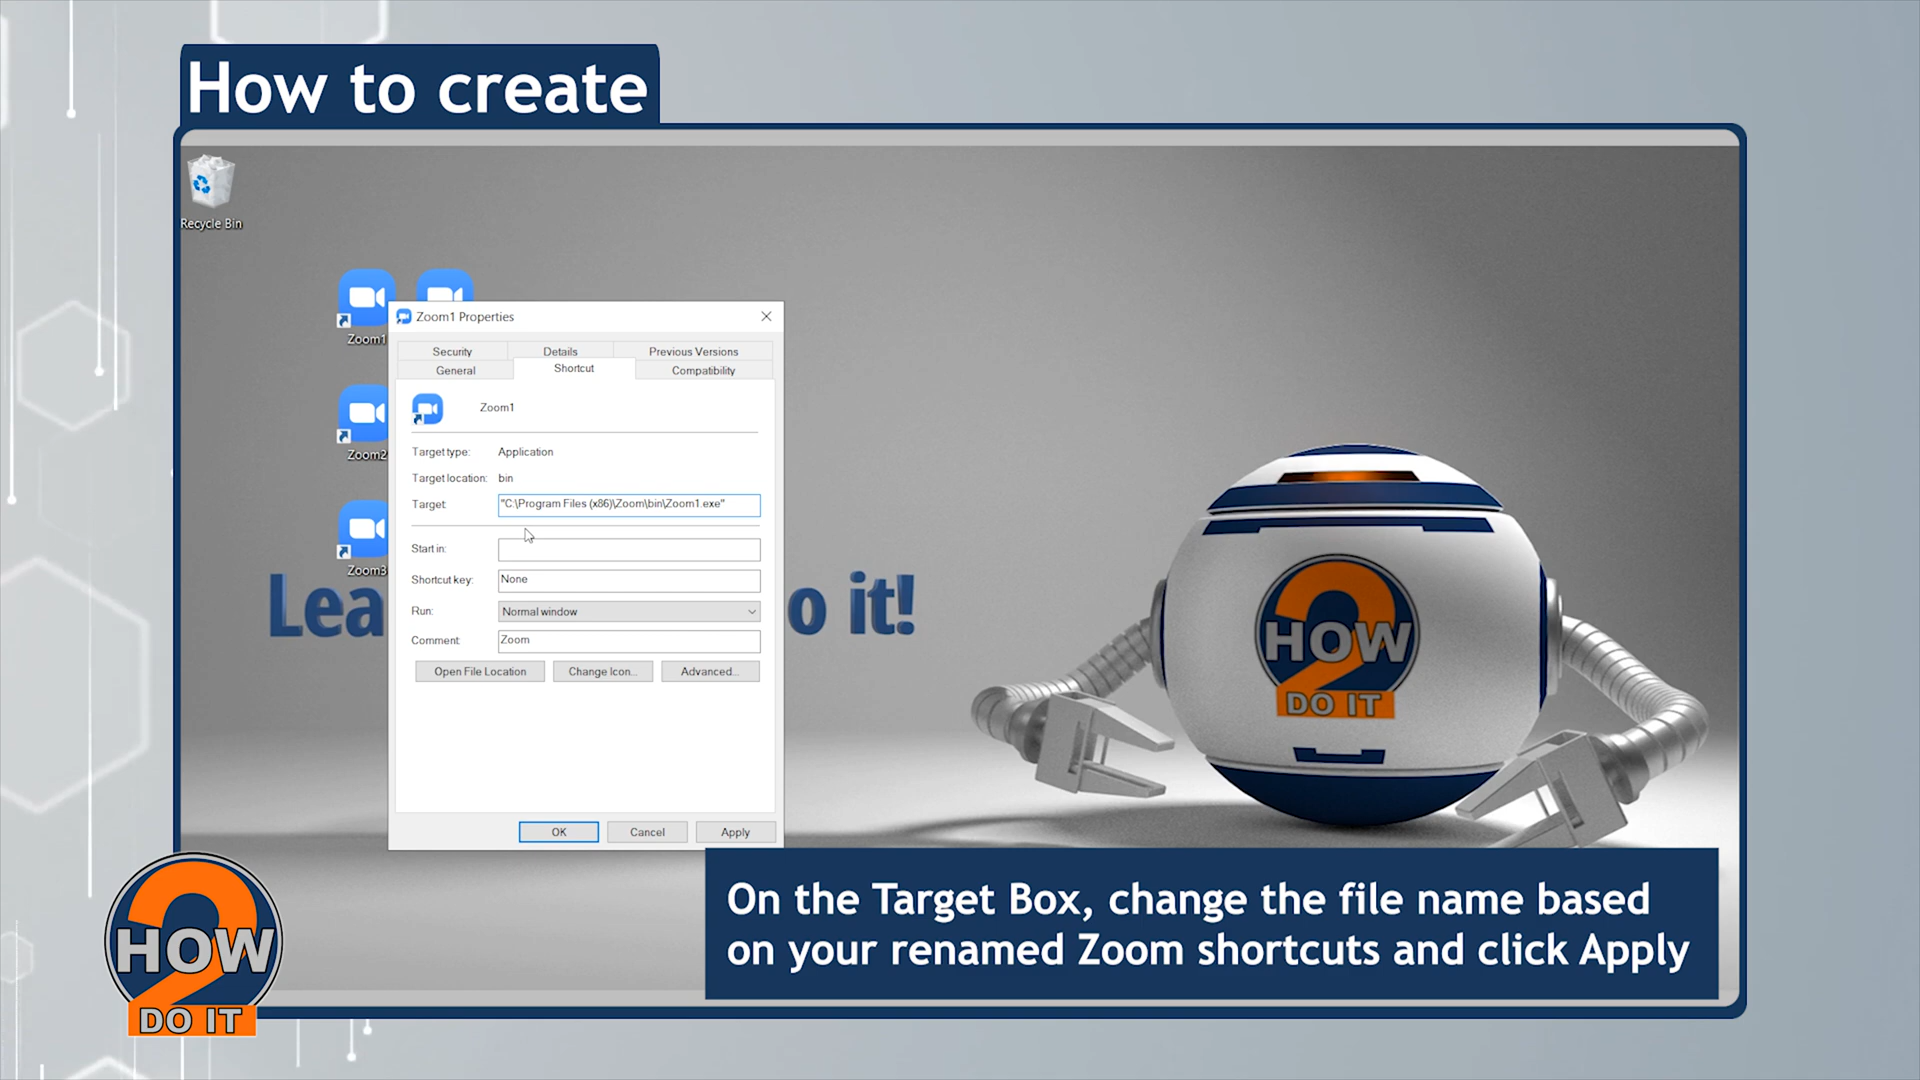 How to create
Recycle Bin
Zoom1
Zoom2
Zoom3
Zoom1 Properties
Security Details Previous Versions
General Shortcut Compatibility
Zoom1
Target type: Application
Target location: bin
Target: "C:\Program Files (x86)\Zoom\bin\Zoom1.exe"
Start in:
Shortcut key: None
Run: Normal window
Comment: Zoom
Open File Location Change Icon... Advanced...
OK Cancel Apply
Lea o it!
2
HOW
DO IT
On the Target Box, change the file name based
on your renamed Zoom shortcuts and click Apply
2
HOW
DO IT